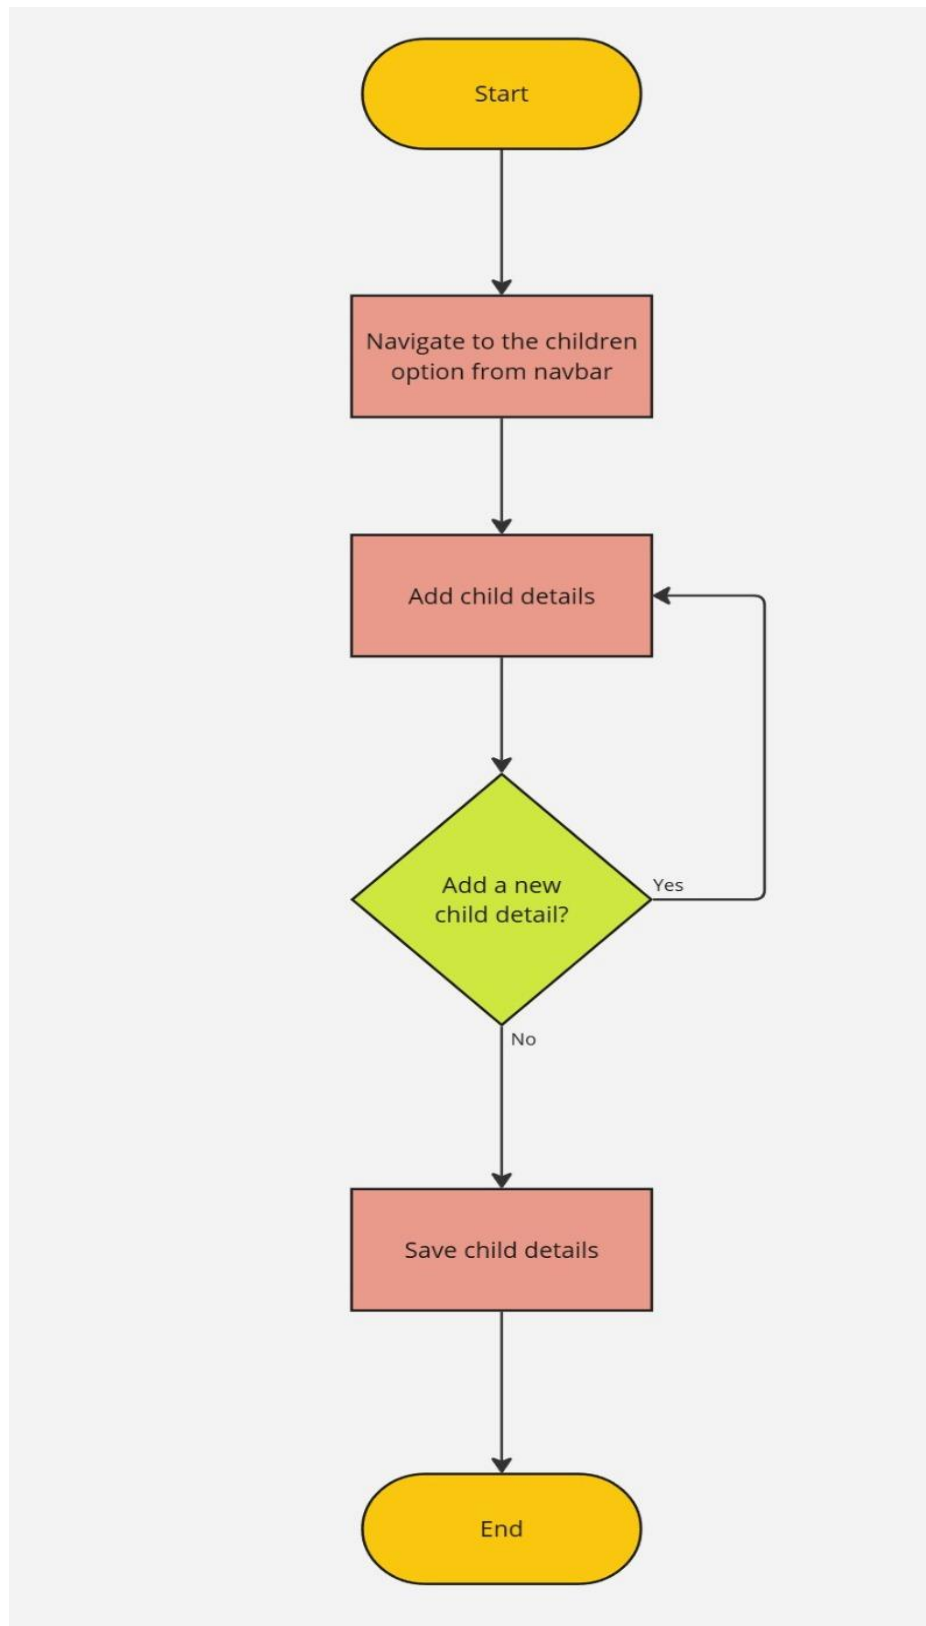 Start
Navigate to the children
option from navbar
Add child details
Add a new
child detail?
Yes
No
Save child details
End